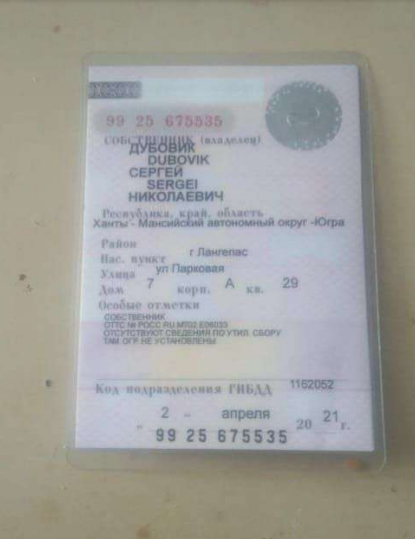 99 25 675535
СОБСТВЕННИК (владелец)
ДУБОВИК
DUBOVIK
СЕРГЕЙ
SERGEI
НИКОЛАЕВИЧ
Республика, край, область
Ханты - Мансийский автономный округ -Югра
Район
Нас. пункт г Лангепас
Улица ул Парковая
Дом 7 корп. А кв. 29
Особые отметки
СОБСТВЕННИК
ОТТС № РОСС RU.МТ02.Е06033
ОТСУТСТВУЮТ СВЕДЕНИЯ ПО УТИЛ. СБОРУ
ТАМ. ОГР. НЕ УСТАНОВЛЕНЫ
Код подразделения ГИБДД 1162052
" 2 " апреля 20 21 г.
99 25 675535